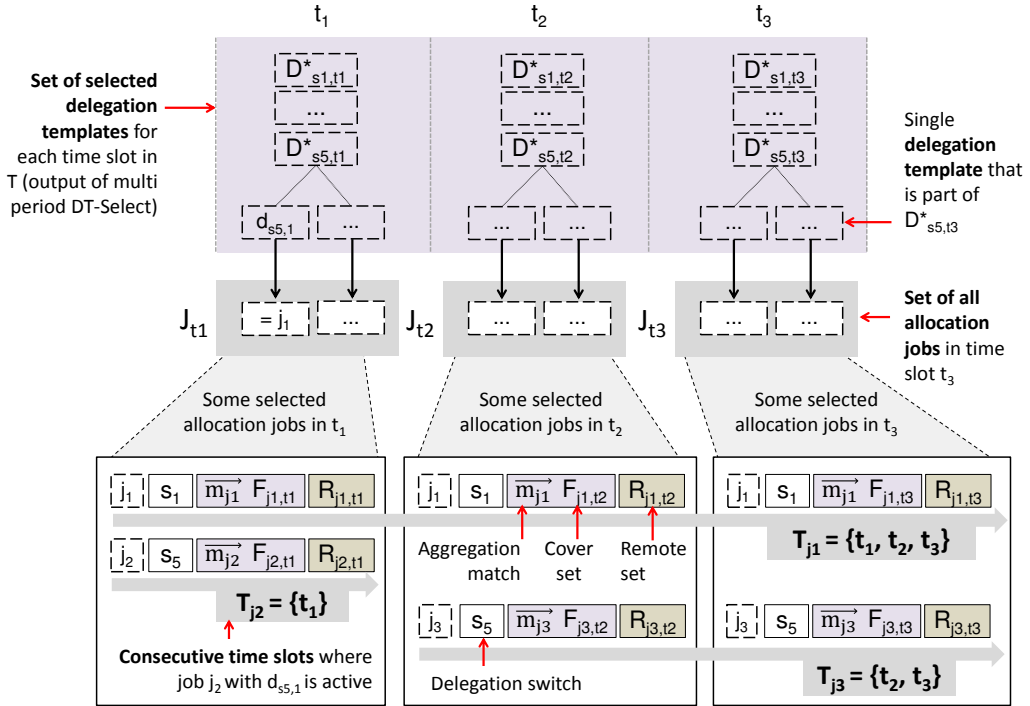 t1
t2
t3
Set of selected
delegation
templates for
each time slot in
T (output of multi
period DT-Select)
D*s1,t1
...
D*s5,t1
ds5,1
...
D*s1,t2
...
D*s5,t2
...
...
D*s1,t3
...
D*s5,t3
...
...
Single
delegation
template that
is part of
D*s5,t3
Jt1
= j1
...
Jt2
...
...
Jt3
...
...
Set of all
allocation
jobs in time
slot t3
Some selected
allocation jobs in t1
Some selected
allocation jobs in t2
Some selected
allocation jobs in t3
j1 s1 m⃗j1 Fj1,t1 Rj1,t1
j2 s5 m⃗j2 Fj2,t1 Rj2,t1
Tj2 = {t1}
Consecutive time slots where
job j2 with ds5,1 is active
j1 s1 m⃗j1 Fj1,t2 Rj1,t2
Aggregation
match
Cover
set
Remote
set
j3 s5 m⃗j3 Fj3,t2 Rj3,t2
Delegation switch
j1 s1 m⃗j1 Fj1,t3 Rj1,t3
Tj1 = {t1, t2, t3}
j3 s5 m⃗j3 Fj3,t3 Rj3,t3
Tj3 = {t2, t3}